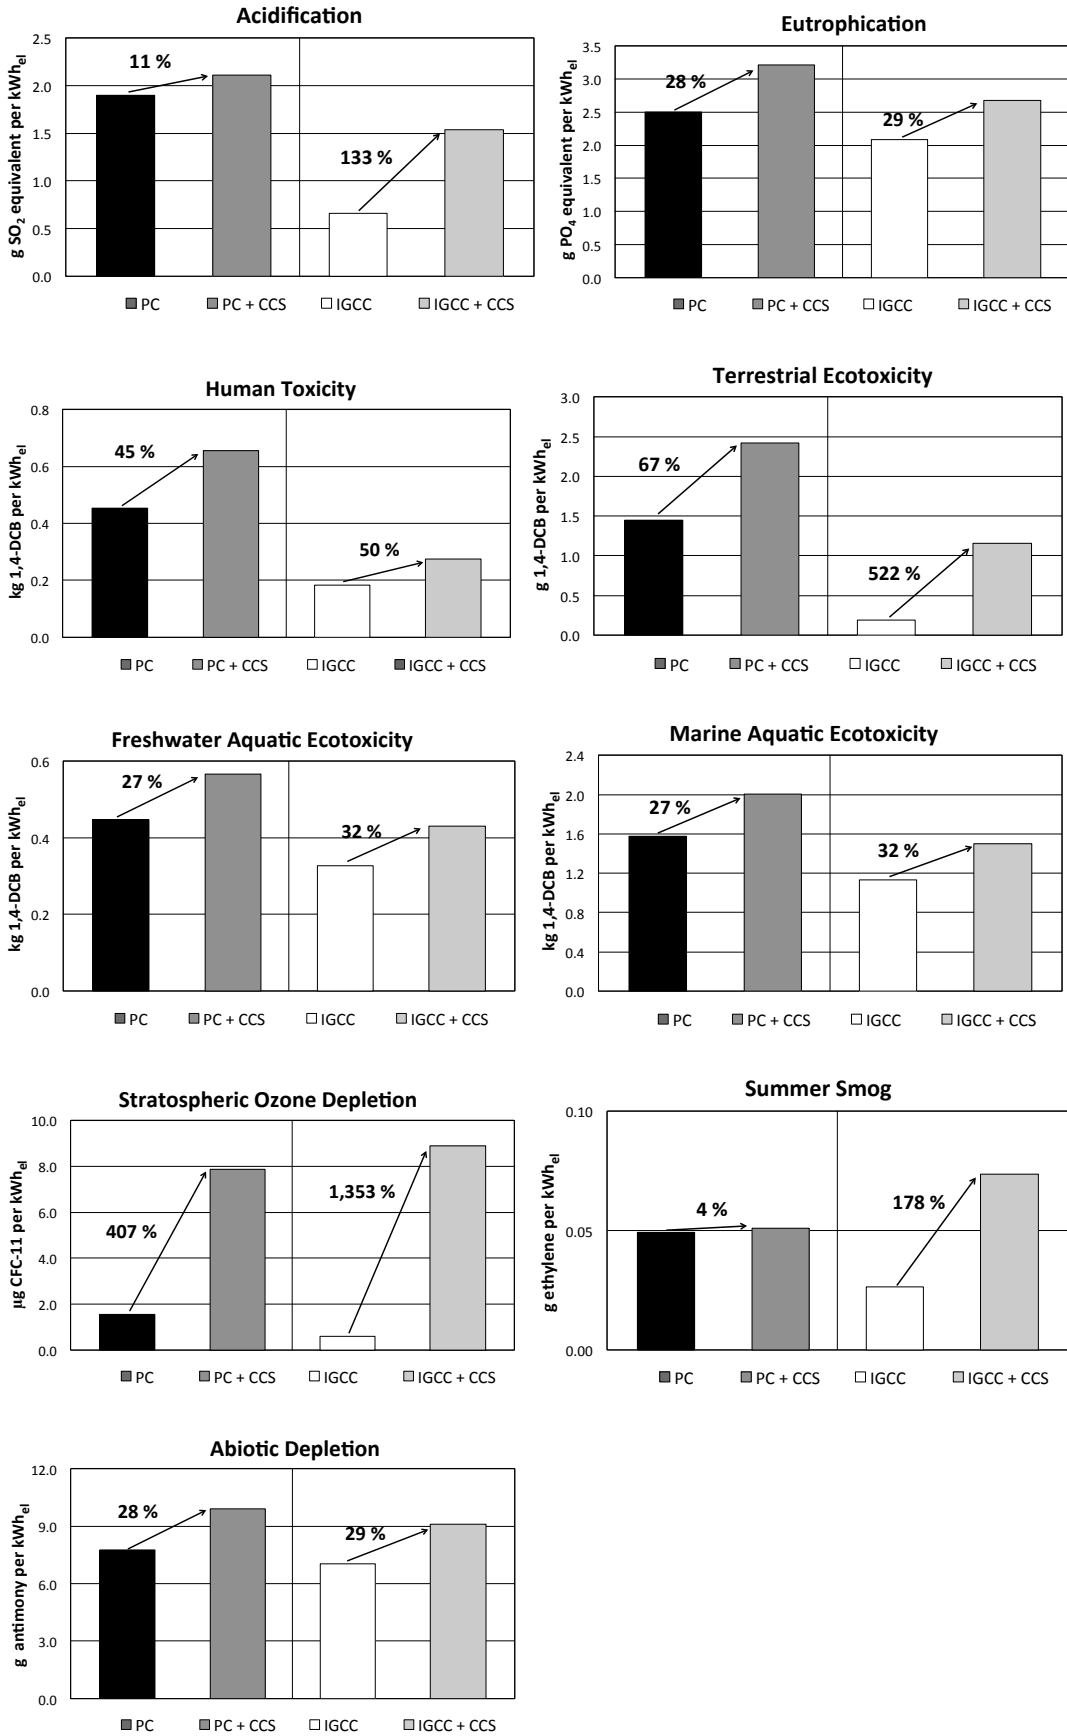 Acidification
g SO2 equivalent per kWhel
2.5
2.0
1.5
1.0
0.5
0.0
11 %
133 %
PC
PC + CCS
IGCC
IGCC + CCS
Eutrophication
g PO4 equivalent per kWhel
3.5
3.0
2.5
2.0
1.5
1.0
0.5
0.0
28 %
29 %
PC
PC + CCS
IGCC
IGCC + CCS
Human Toxicity
kg 1,4-DCB per kWhel
0.8
0.6
0.4
0.2
0.0
45 %
50 %
PC
PC + CCS
IGCC
IGCC + CCS
Terrestrial Ecotoxicity
g 1,4-DCB per kWhel
3.0
2.5
2.0
1.5
1.0
0.5
0.0
67 %
522 %
PC
PC + CCS
IGCC
IGCC + CCS
Freshwater Aquatic Ecotoxicity
kg 1,4-DCB per kWhel
0.6
0.4
0.2
0.0
27 %
32 %
PC
PC + CCS
IGCC
IGCC + CCS
Marine Aquatic Ecotoxicity
kg 1,4-DCB per kWhel
2.4
2.0
1.6
1.2
0.8
0.4
0.0
27 %
32 %
PC
PC + CCS
IGCC
IGCC + CCS
Stratospheric Ozone Depletion
µg CFC-11 per kWhel
10.0
8.0
6.0
4.0
2.0
0.0
407 %
1,353 %
PC
PC + CCS
IGCC
IGCC + CCS
Summer Smog
g ethylene per kWhel
0.10
0.05
0.00
4 %
178 %
PC
PC + CCS
IGCC
IGCC + CCS
Abiotic Depletion
g antimony per kWhel
12.0
9.0
6.0
3.0
0.0
28 %
29 %
PC
PC + CCS
IGCC
IGCC + CCS